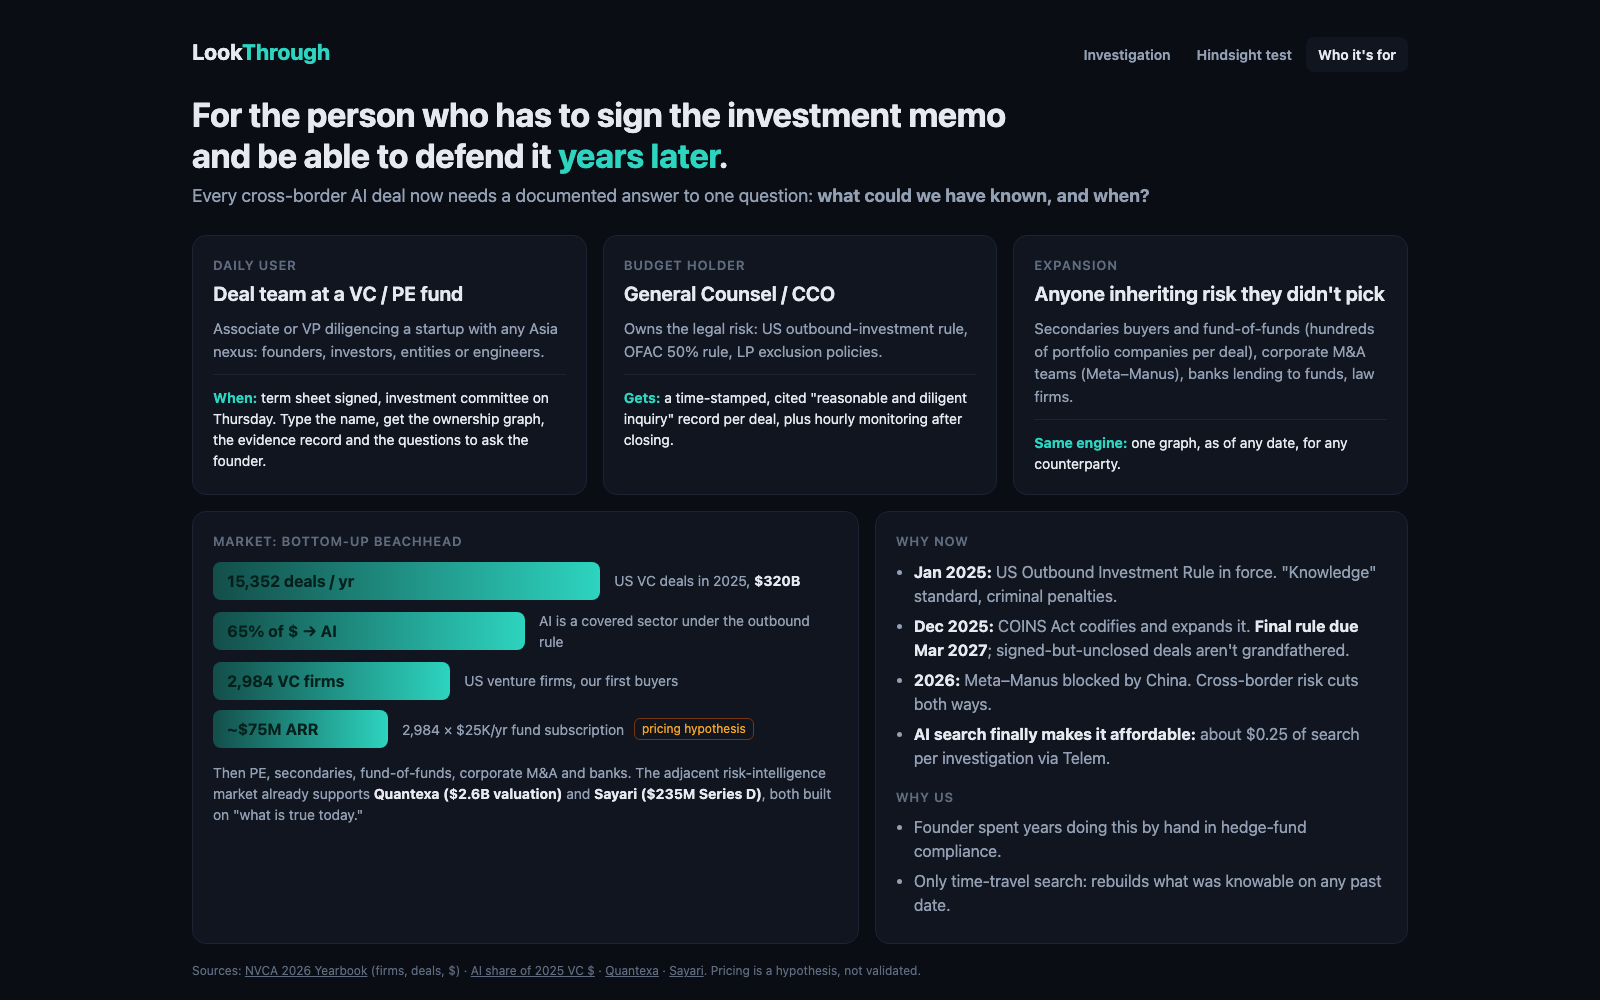 LookThrough
Investigation
Hindsight test
Who it's for
For the person who has to sign the investment memo
and be able to defend it years later.
Every cross-border AI deal now needs a documented answer to one question: what could we have known, and when?
DAILY USER
Deal team at a VC / PE fund
Associate or VP diligencing a startup with any Asia
nexus: founders, investors, entities or engineers.
When: term sheet signed, investment committee on
Thursday. Type the name, get the ownership graph,
the evidence record and the questions to ask the
founder.
BUDGET HOLDER
General Counsel / CCO
Owns the legal risk: US outbound-investment rule,
OFAC 50% rule, LP exclusion policies.
Gets: a time-stamped, cited "reasonable and diligent
inquiry" record per deal, plus hourly monitoring after
closing.
EXPANSION
Anyone inheriting risk they didn't pick
Secondaries buyers and fund-of-funds (hundreds
of portfolio companies per deal), corporate M&A
teams (Meta–Manus), banks lending to funds, law
firms.
Same engine: one graph, as of any date, for any
counterparty.
MARKET: BOTTOM-UP BEACHHEAD
15,352 deals / yr
US VC deals in 2025, $320B
65% of $ → AI
AI is a covered sector under the outbound
rule
2,984 VC firms
US venture firms, our first buyers
~$75M ARR
2,984 × $25K/yr fund subscription
pricing hypothesis
Then PE, secondaries, fund-of-funds, corporate M&A and banks. The adjacent risk-intelligence
market already supports Quantexa ($2.6B valuation) and Sayari ($235M Series D), both built
on "what is true today."
WHY NOW
• Jan 2025: US Outbound Investment Rule in force. "Knowledge"
standard, criminal penalties.
• Dec 2025: COINS Act codifies and expands it. Final rule due
Mar 2027; signed-but-unclosed deals aren't grandfathered.
• 2026: Meta–Manus blocked by China. Cross-border risk cuts
both ways.
• AI search finally makes it affordable: about $0.25 of search
per investigation via Telem.
WHY US
• Founder spent years doing this by hand in hedge-fund
compliance.
• Only time-travel search: rebuilds what was knowable on any past
date.
Sources: NVCA 2026 Yearbook (firms, deals, $) · AI share of 2025 VC $ · Quantexa · Sayari. Pricing is a hypothesis, not validated.